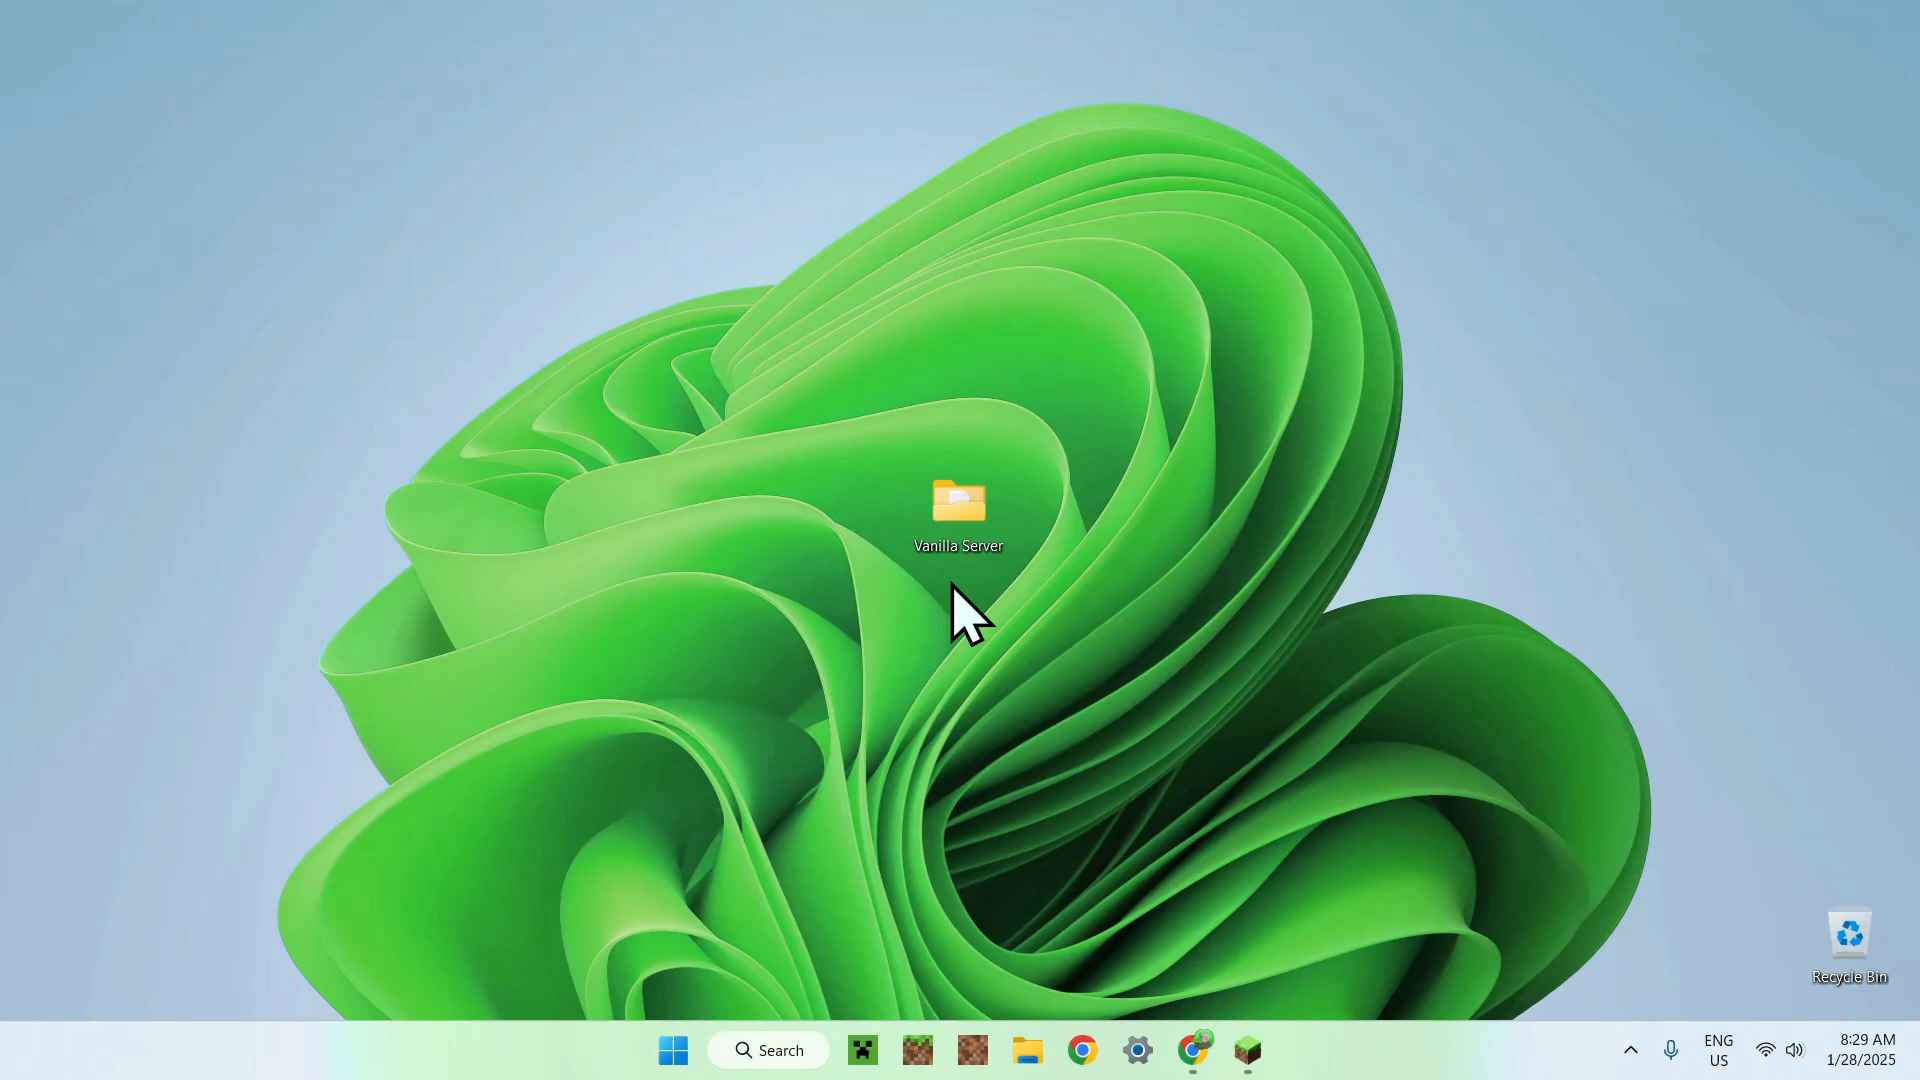 Vanilla Server
Recycle Bin
Search
ENG
US
8:29 AM
1/28/2025